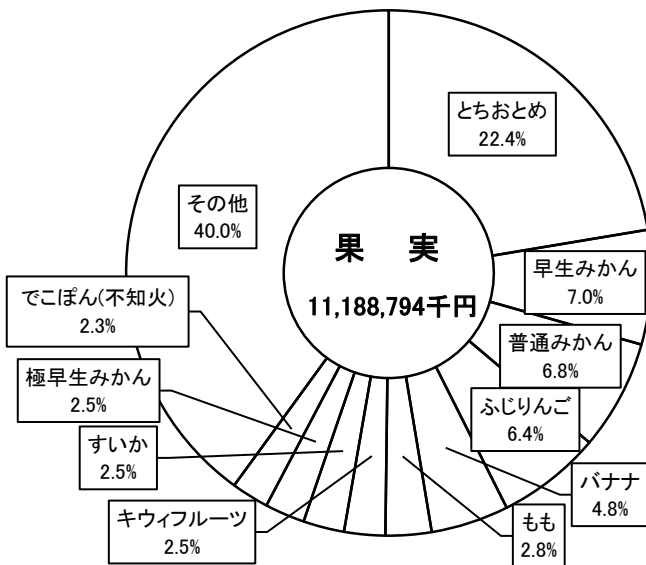 果 実
11,188,794千円
とちおとめ
22.4%
早生みかん
7.0%
普通みかん
6.8%
ふじりんご
6.4%
バナナ
4.8%
もも
2.8%
キウィフルーツ
2.5%
すいか
2.5%
極早生みかん
2.5%
でこぽん(不知火)
2.3%
その他
40.0%